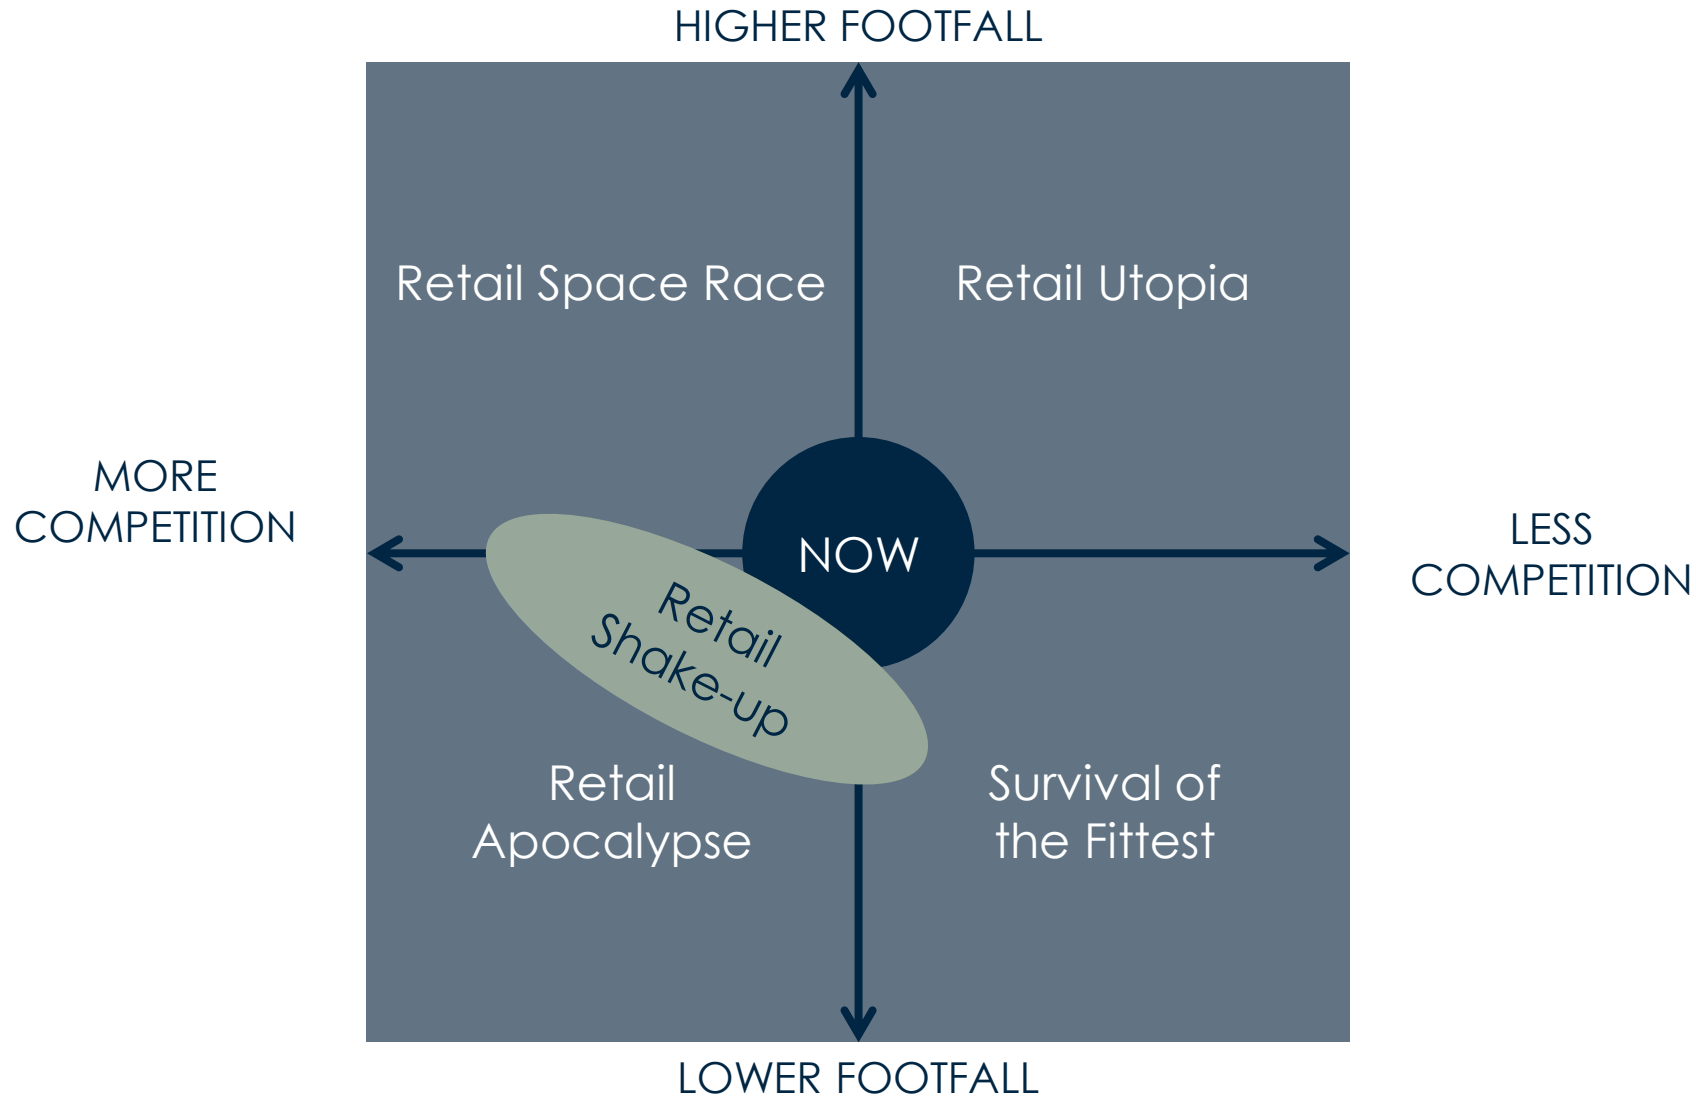 HIGHER FOOTFALL
Retail Space Race
Retail Utopia
MORE
COMPETITION
NOW
LESS
COMPETITION
Retail
Shake-up
Retail
Apocalypse
Survival of
the Fittest
LOWER FOOTFALL